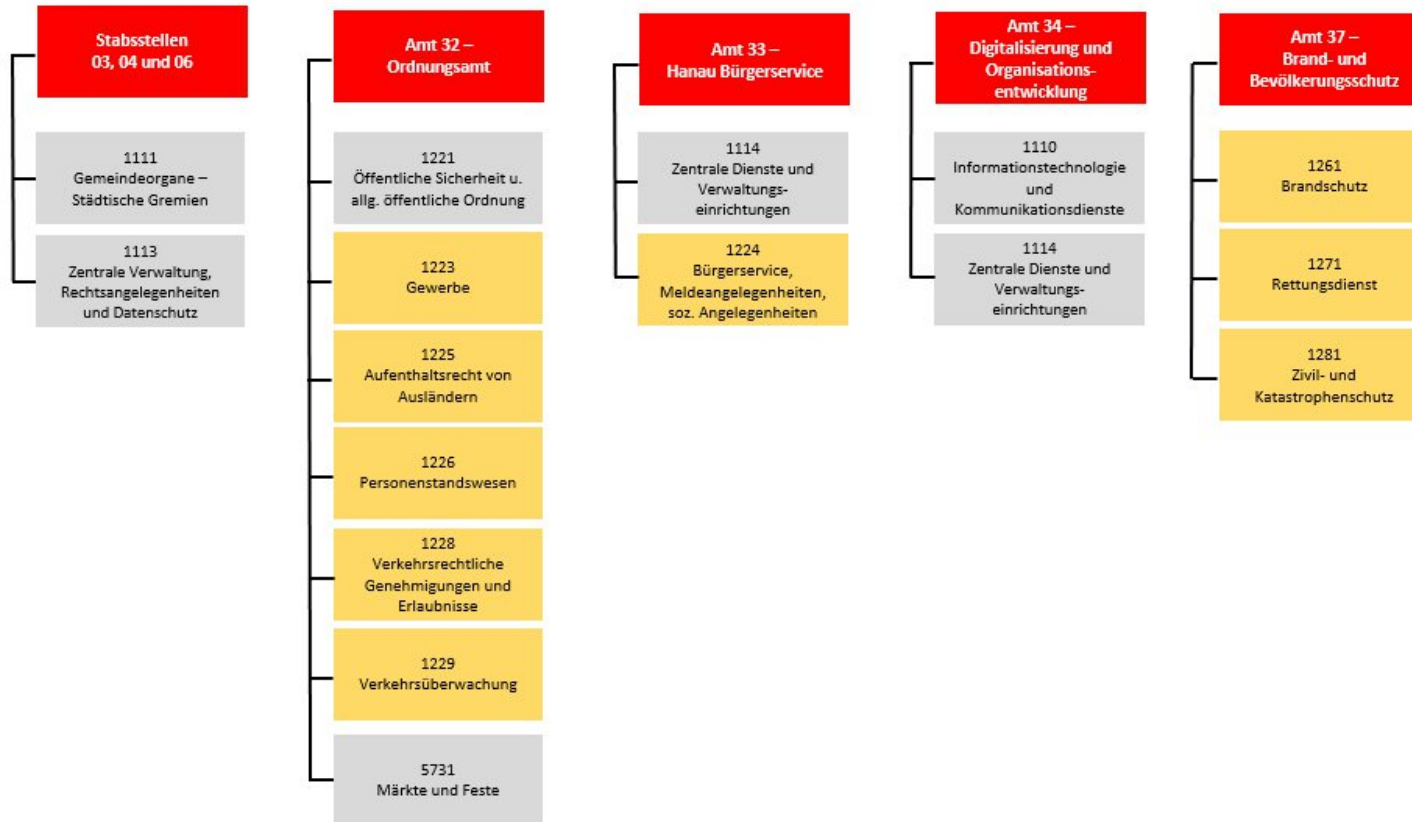 Stabsstellen
03, 04 und 06
1111
Gemeindeorgane –
Städtische Gremien
1113
Zentrale Verwaltung,
Rechtsangelegenheiten
und Datenschutz
Amt 32 –
Ordnungsamt
1221
Öffentliche Sicherheit u.
allg. öffentliche Ordnung
1223
Gewerbe
1225
Aufenthaltsrecht von
Ausländern
1226
Personenstandswesen
1228
Verkehrsrechtliche
Genehmigungen und
Erlaubnisse
1229
Verkehrsüberwachung
5731
Märkte und Feste
Amt 33 –
Hanau Bürgerservice
1114
Zentrale Dienste und
Verwaltungs-
einrichtungen
1224
Bürgerservice,
Meldeangelegenheiten,
soz. Angelegenheiten
Amt 34 –
Digitalisierung und
Organisations-
entwicklung
1110
Informationstechnologie
und
Kommunikationsdienste
1114
Zentrale Dienste und
Verwaltungs-
einrichtungen
Amt 37 –
Brand- und
Bevölkerungsschutz
1261
Brandschutz
1271
Rettungsdienst
1281
Zivil- und
Katastrophenschutz